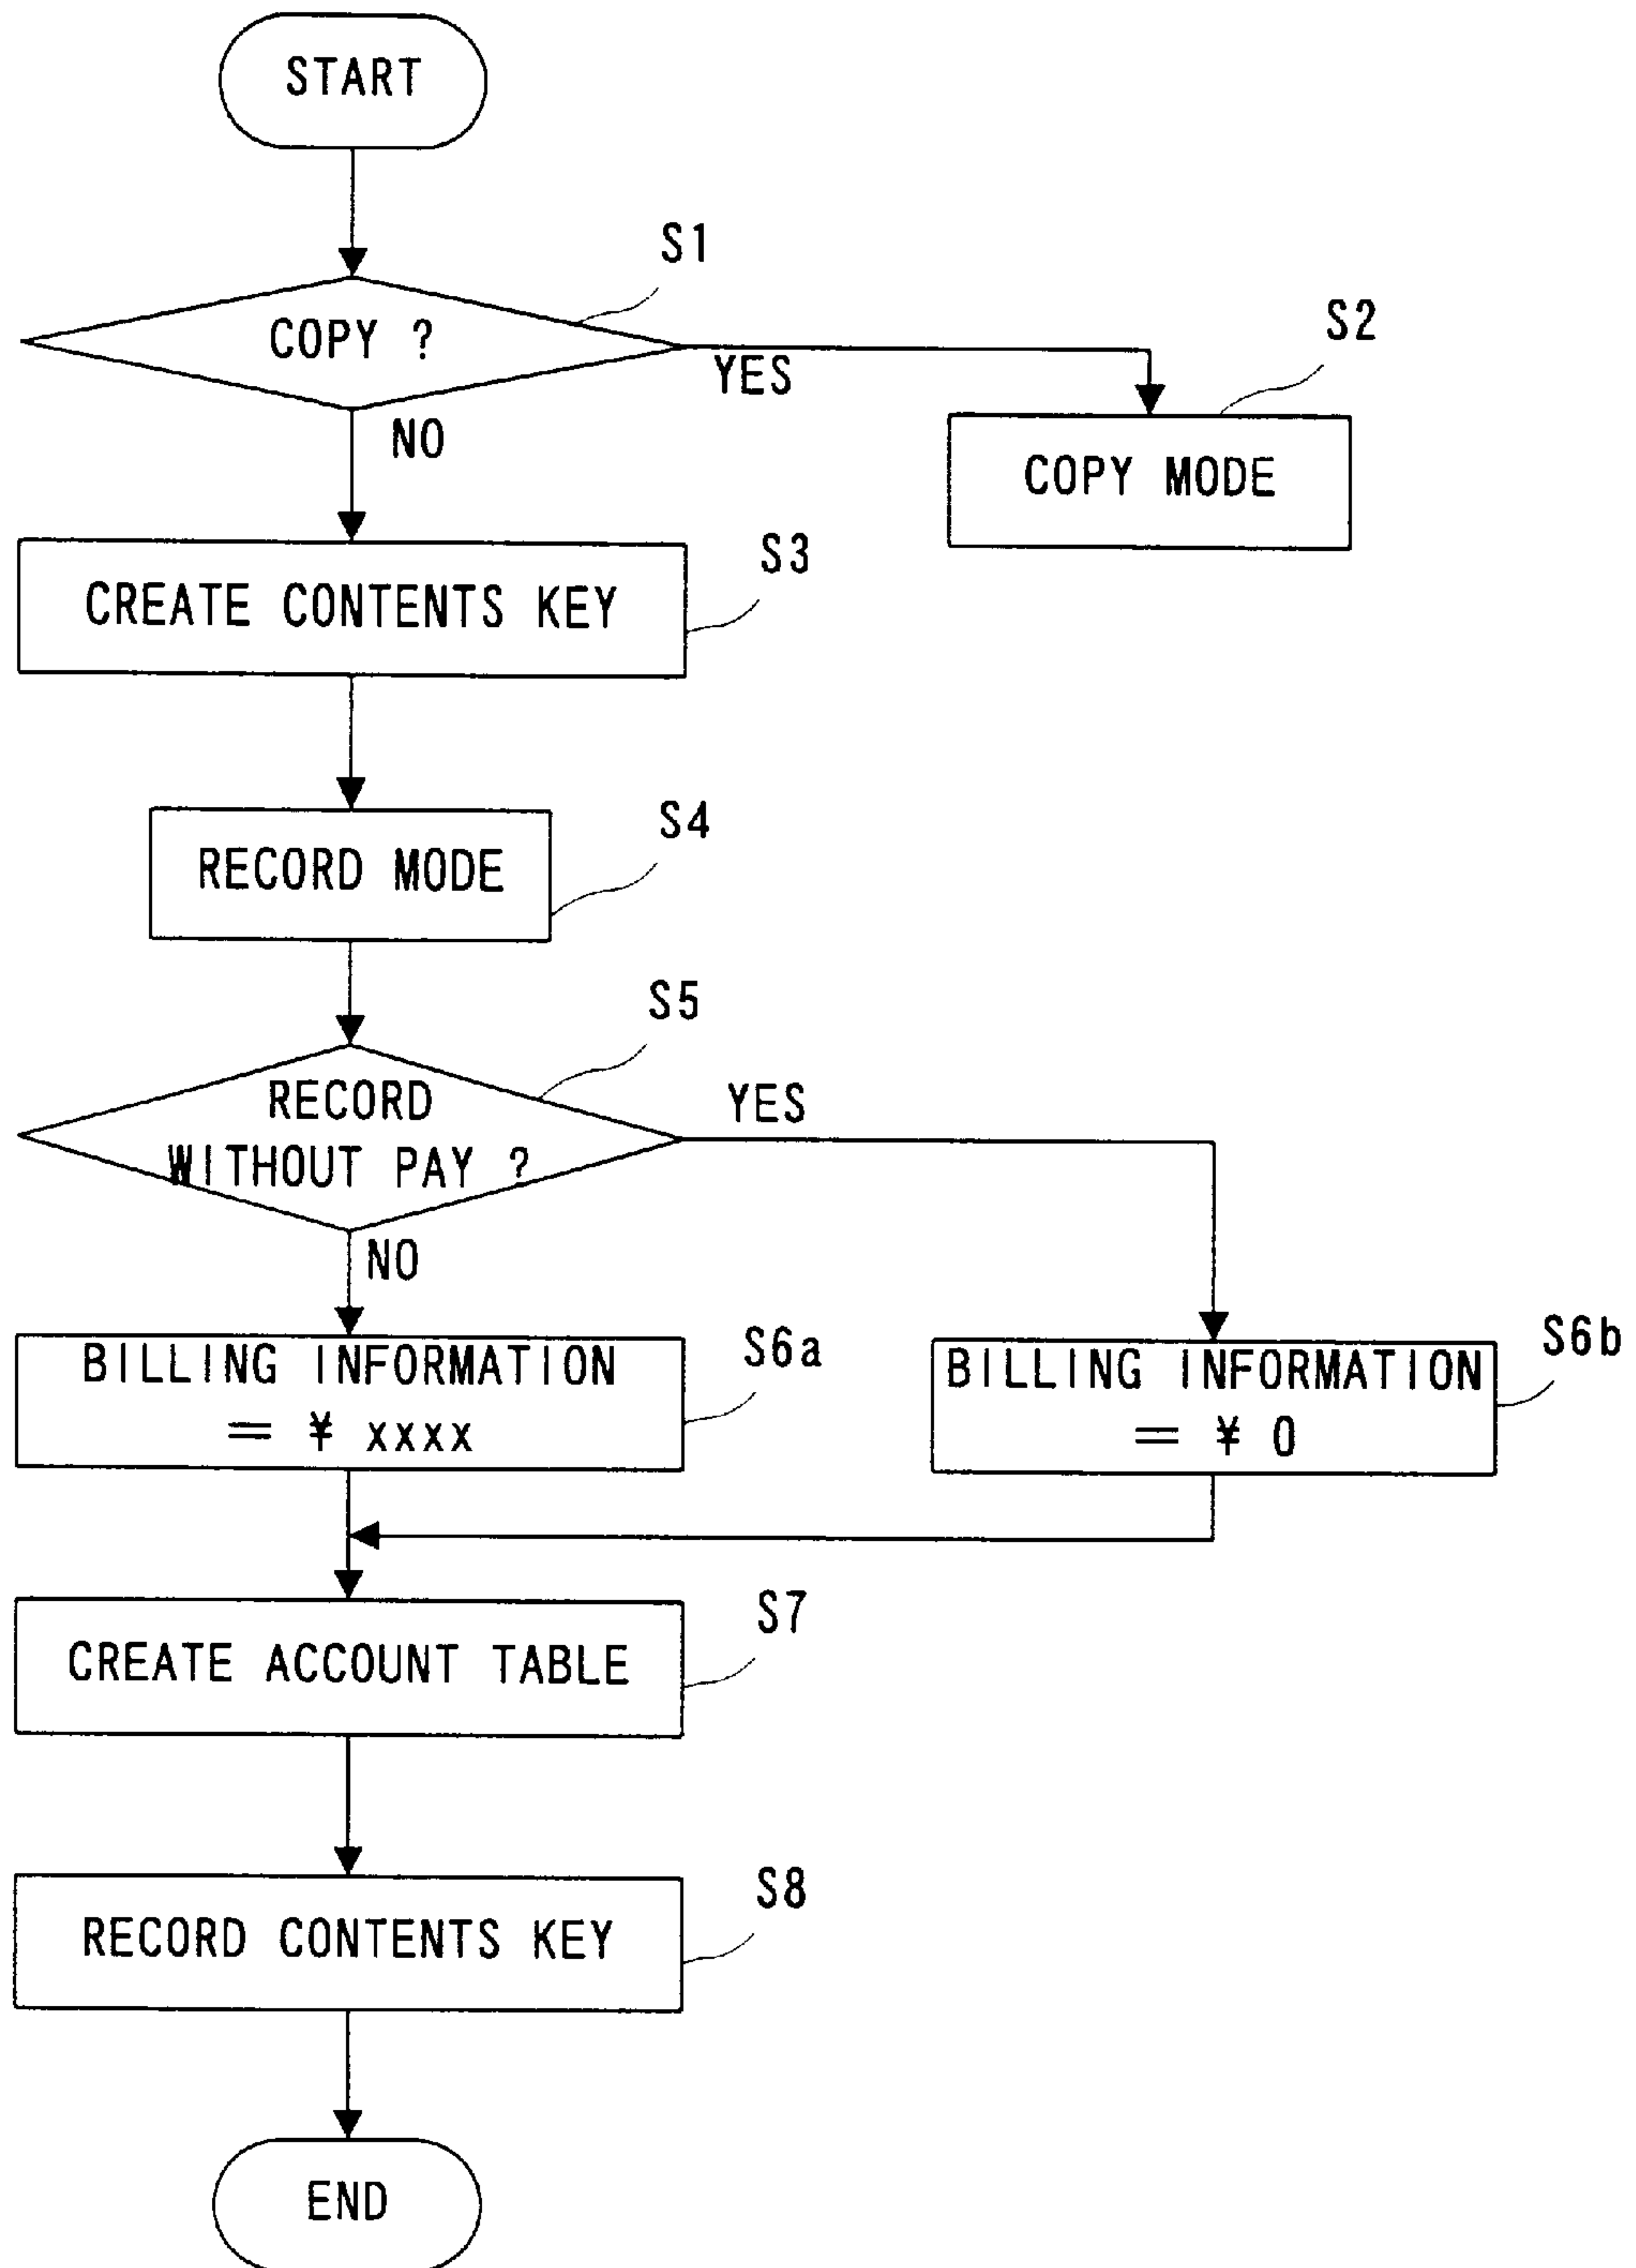 START
S1
COPY ?
YES
NO
S2
COPY MODE
S3
CREATE CONTENTS KEY
S4
RECORD MODE
S5
RECORD
WITHOUT PAY ?
YES
NO
S6a
BILLING INFORMATION
= ¥ xxxx
S6b
BILLING INFORMATION
= ¥ 0
S7
CREATE ACCOUNT TABLE
S8
RECORD CONTENTS KEY
END